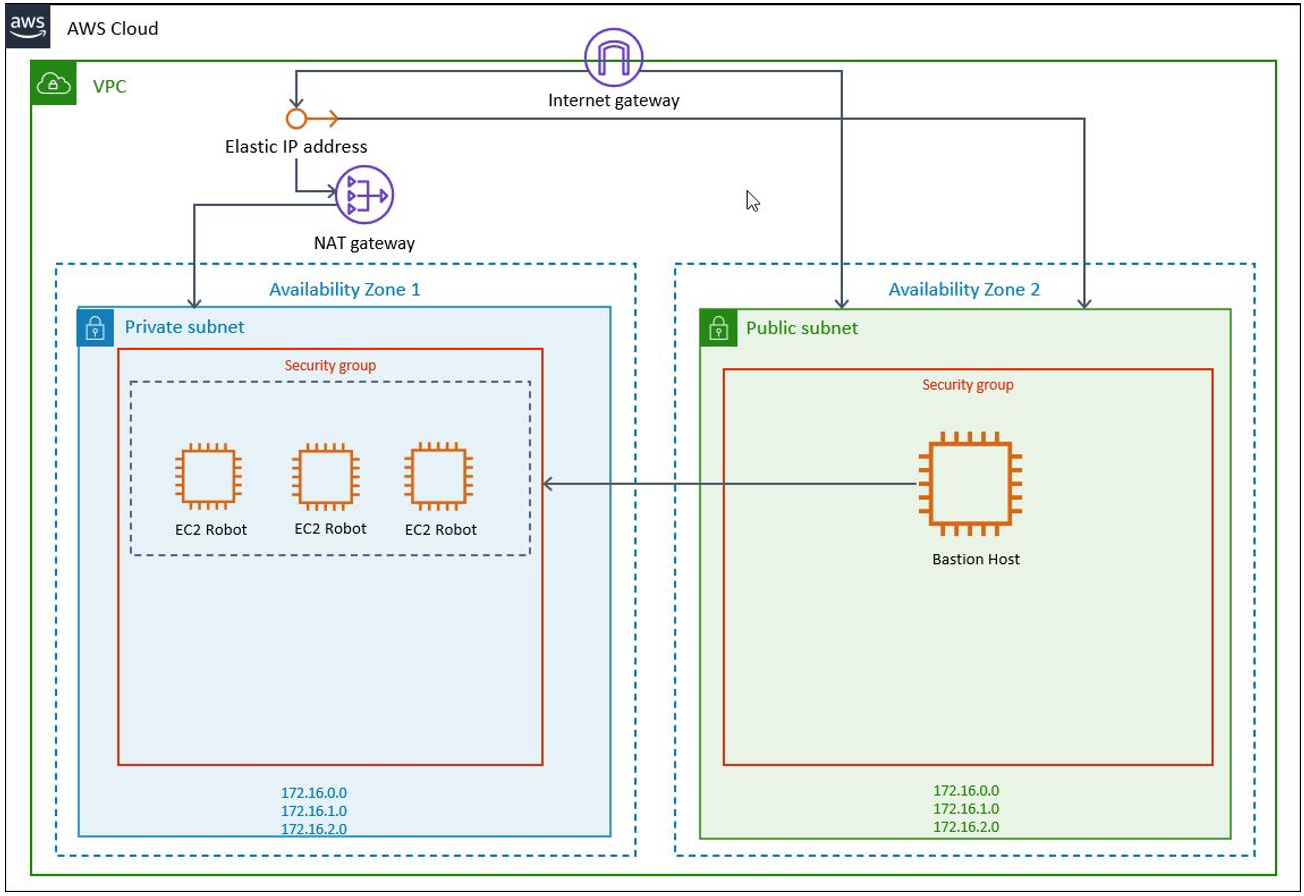 aws
AWS Cloud
VPC
Internet gateway
Elastic IP address
NAT gateway
Availability Zone 1
Private subnet
Security group
EC2 Robot
EC2 Robot
EC2 Robot
172.16.0.0
172.16.1.0
172.16.2.0
Availability Zone 2
Public subnet
Security group
Bastion Host
172.16.0.0
172.16.1.0
172.16.2.0